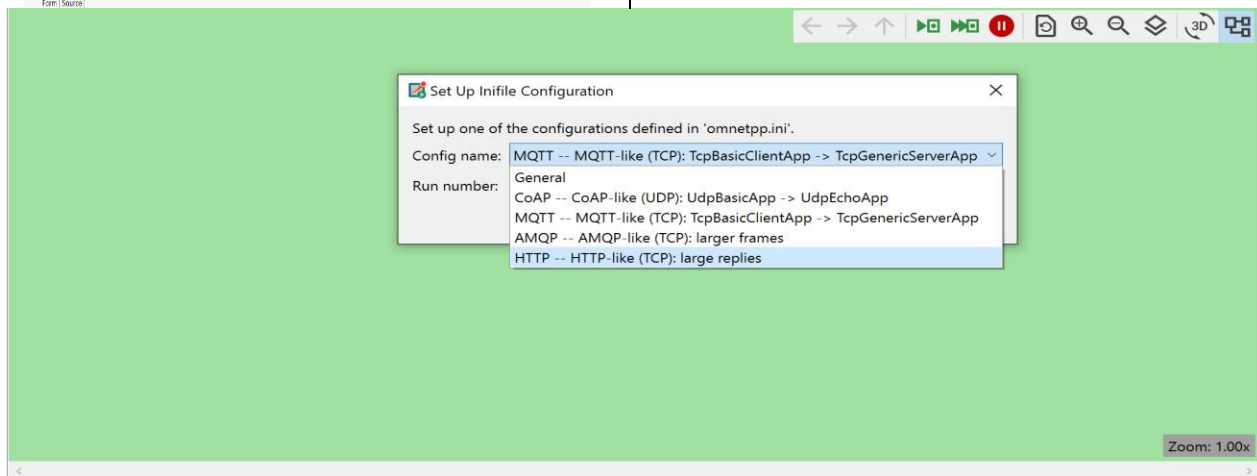 Form Source
3D
Set Up Inifile Configuration
Set up one of the configurations defined in 'omnetpp.ini'.
Config name: MQTT -- MQTT-like (TCP): TcpBasicClientApp -> TcpGenericServerApp
Run number:
General
CoAP -- CoAP-like (UDP): UdpBasicApp -> UdpEchoApp
MQTT -- MQTT-like (TCP): TcpBasicClientApp -> TcpGenericServerApp
AMQP -- AMQP-like (TCP): larger frames
HTTP -- HTTP-like (TCP): large replies
Zoom: 1.00x